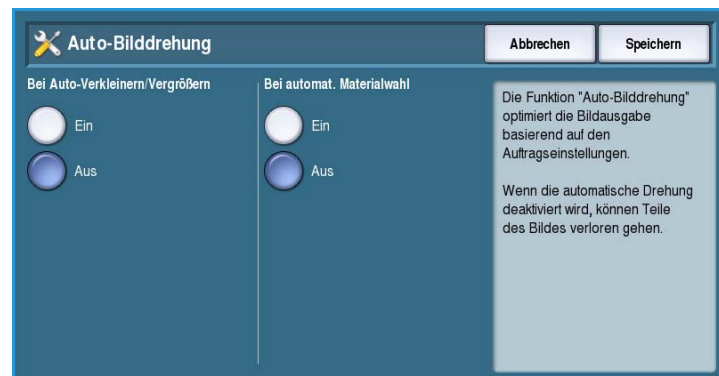 Auto-Bilddrehung
Abbrechen
Speichern
Bei Auto-Verkleinern/Vergrößern
Ein
Aus
Bei automat. Materialwahl
Ein
Aus
Die Funktion "Auto-Bilddrehung"
optimiert die Bildausgabe
basierend auf den
Auftragseinstellungen.
Wenn die automatische Drehung
deaktiviert wird, können Teile
des Bildes verloren gehen.